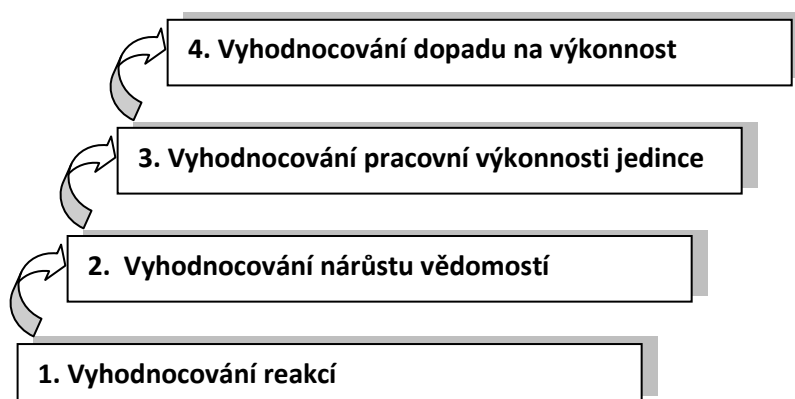 4. Vyhodnocování dopadu na výkonnost
3. Vyhodnocování pracovní výkonnosti jedince
2. Vyhodnocování nárůstu vědomostí
1. Vyhodnocování reakcí